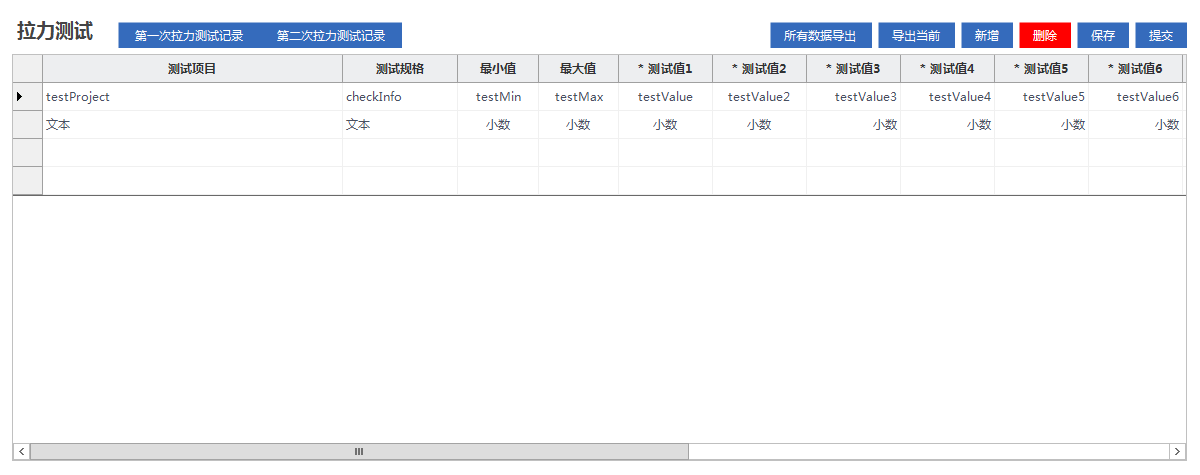 拉力测试 第一次拉力测试记录 第二次拉力测试记录 所有数据导出 导出当前 新增 删除 保存 提交
测试项目 测试规格 最小值 最大值 * 测试值1 * 测试值2 * 测试值3 * 测试值4 * 测试值5 * 测试值6
testProject checkInfo testMin testMax testValue testValue2 testValue3 testValue4 testValue5 testValue6
文本 文本 小数 小数 小数 小数 小数 小数 小数 小数